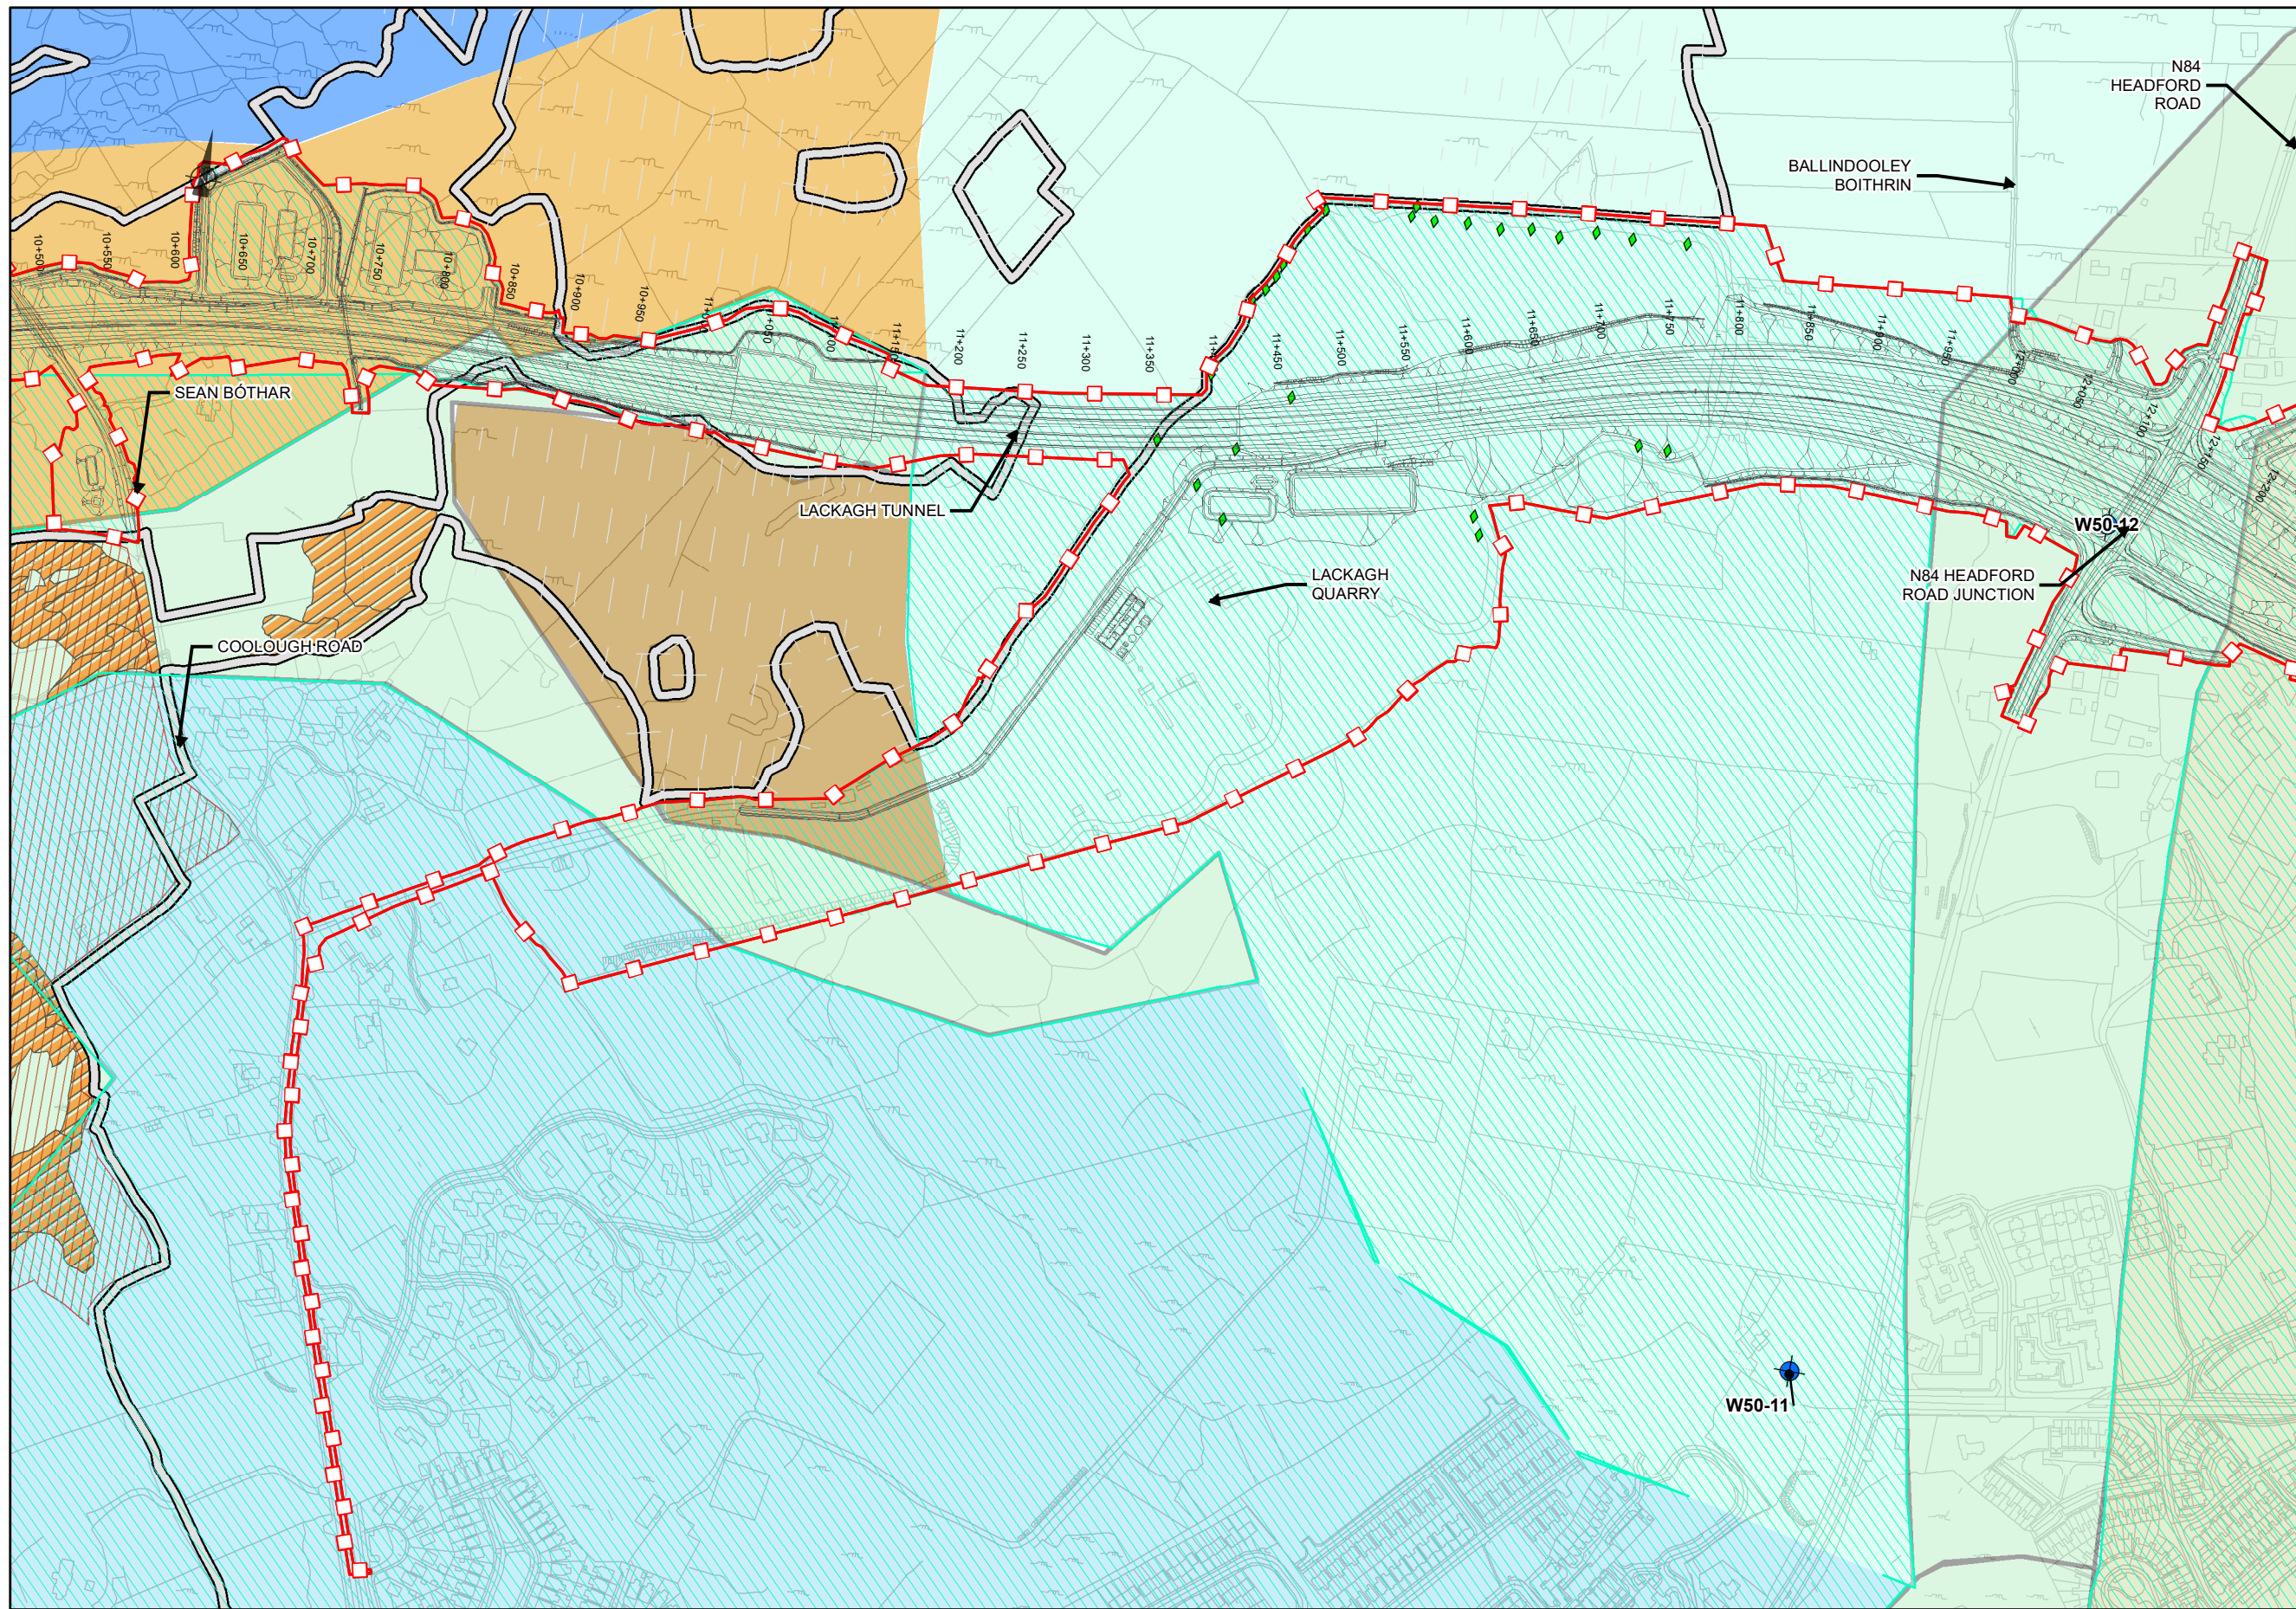 N84
HEADFORD
ROAD
BALLINDOOLEY
BOITHRIN
10+500
10+550
10+600
10+650
10+700
10+750
10+800
10+850
10+900
10+950
11+200
11+250
11+300
11+350
11+450
11+500
11+550
11+600
11+650
11+700
11+750
11+800
11+850
11+900
11+950
12+000
12+050
12+100
12+150
12+200
SEAN BÓTHAR
LACKAGH TUNNEL
W50-12
LACKAGH
QUARRY
N84 HEADFORD
ROAD JUNCTION
COOLOUGH ROAD
W50-11